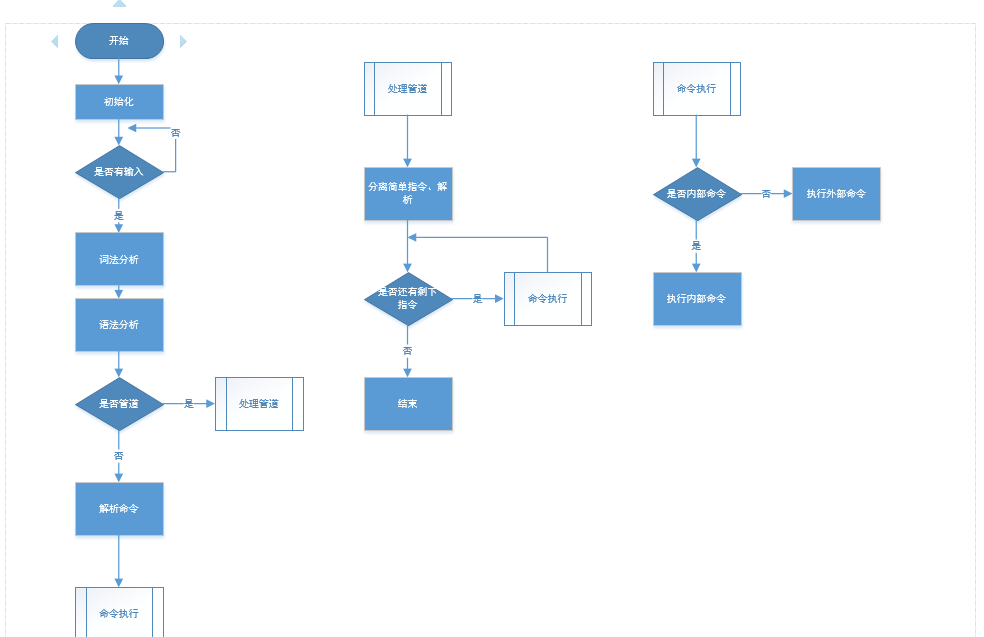 开始
初始化
否
是否有输入
是
词法分析
语法分析
是否管道
是
处理管道
否
解析命令
命令执行
处理管道
分离简单指令、解
析
是否还有剩下
指令
是
命令执行
否
结束
命令执行
是否内部命令
否
执行外部命令
是
执行内部命令